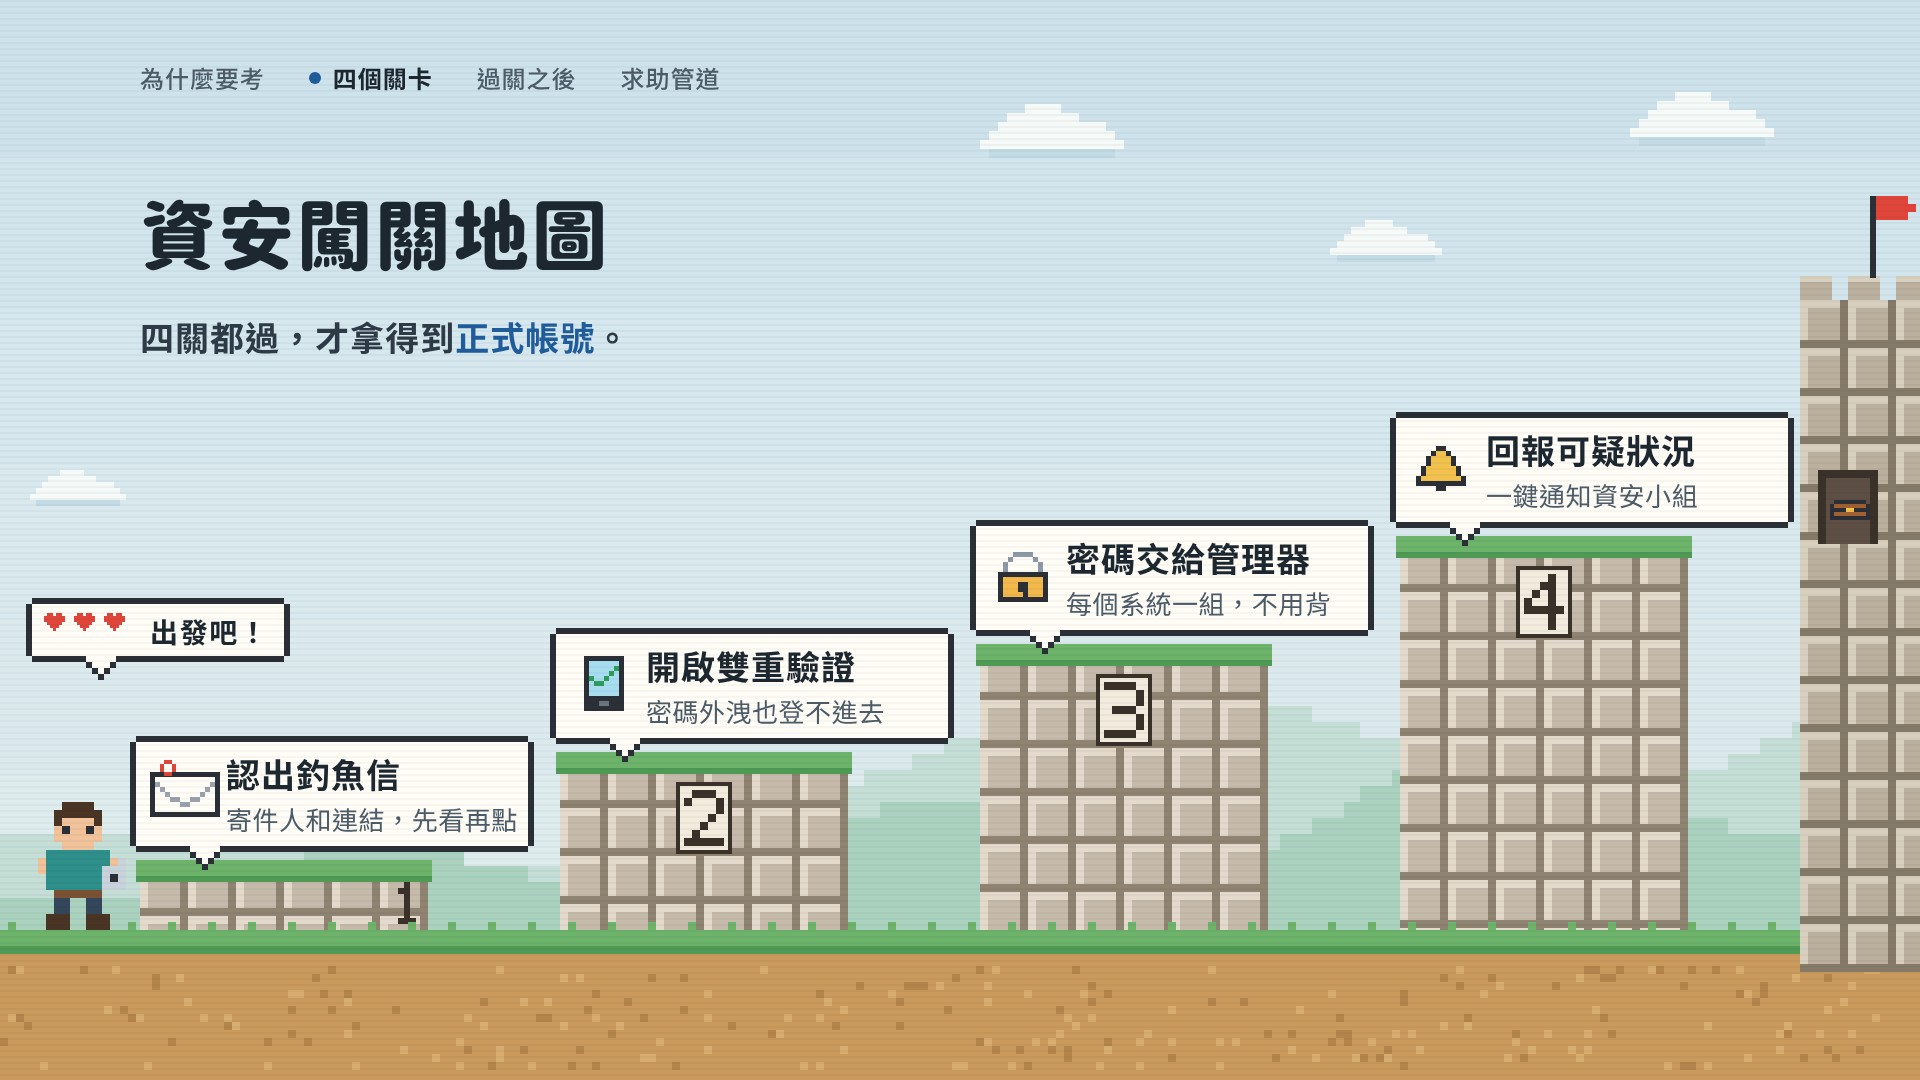 為什麼要考
四個關卡
過關之後
求助管道
資安闖關地圖
四關都過，才拿得到正式帳號。
出發吧！
認出釣魚信
寄件人和連結，先看再點
1
開啟雙重驗證
密碼外洩也登不進去
2
密碼交給管理器
每個系統一組，不用背
3
回報可疑狀況
一鍵通知資安小組
4